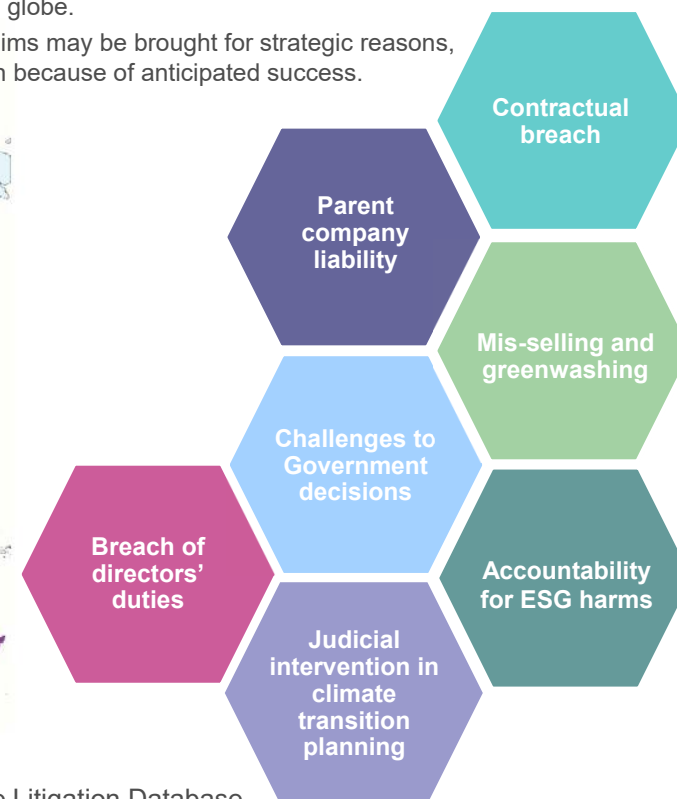 globe.
ims may be brought for strategic reasons,
because of anticipated success.
Contractual
breach
Parent
company
liability
Mis-selling and
greenwashing
Challenges to
Government
decisions
Breach of
directors’
duties
Accountability
for ESG harms
Judicial
intervention in
climate
transition
planning
Litigation Database